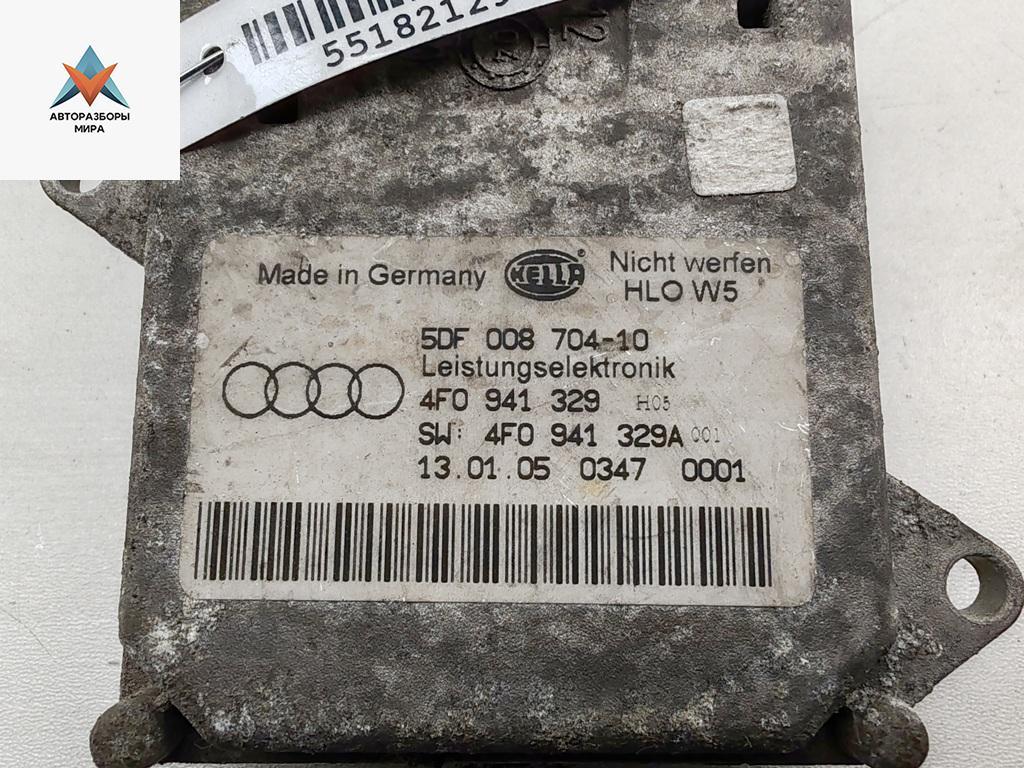 АВТОРАЗБОРЫ
МИРА
Made in Germany
HELLA
®
Nicht werfen
HLO W5
5DF 008 704-10
Leistungselektronik
4F0 941 329 H05
SW: 4F0 941 329A 001
13.01.05 0347 0001